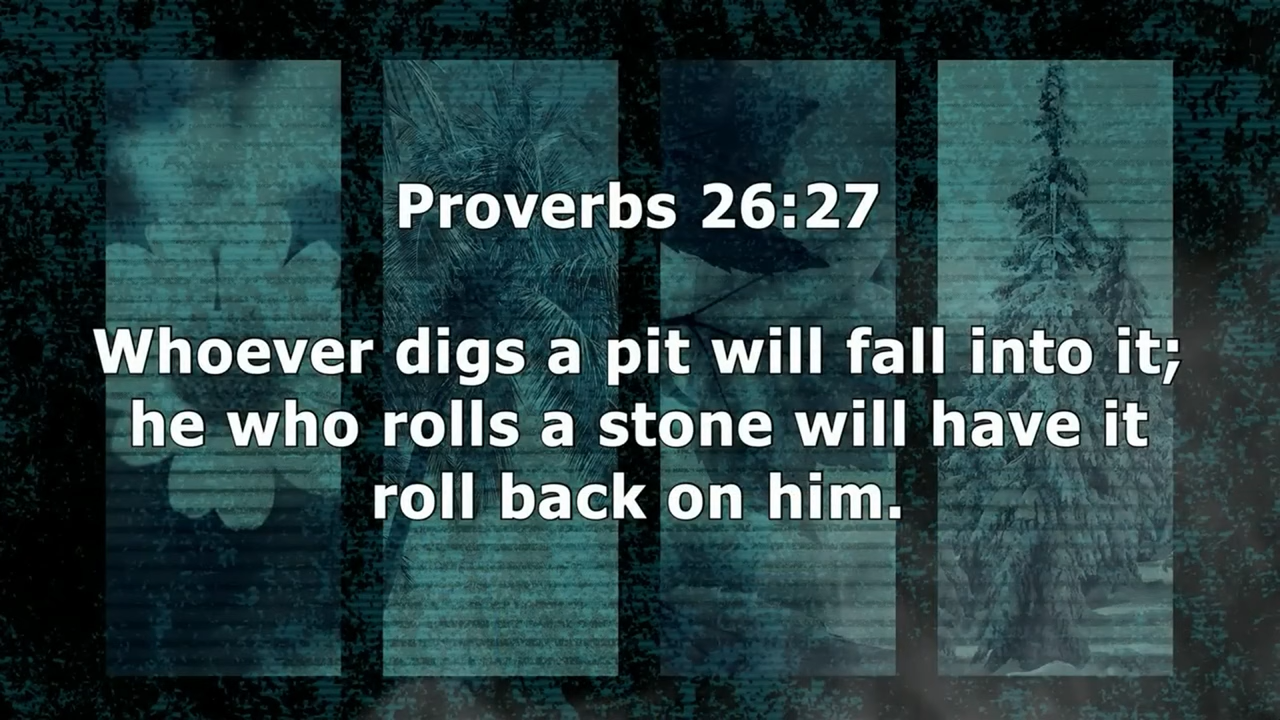 Proverbs 26:27
Whoever digs a pit will fall into it;
he who rolls a stone will have it
roll back on him.